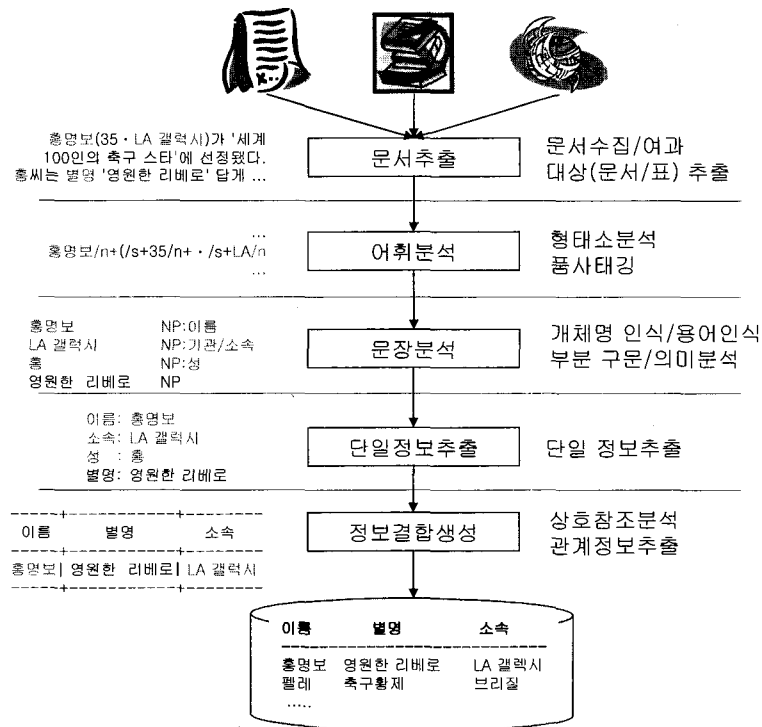 홍명보(35 · LA 갤럭시)가 '세계
100인의 축구 스타'에 선정됐다.
홍씨는 별명 '영원한 리베로' 답게 ...
문서추출
문서수집/여과
대상(문서/표) 추출
...
홍명보/n+(/s+35/n+ · /s+LA/n
...
어휘분석
형태소분석
품사태깅
홍명보 NP:이름
LA 갤럭시 NP:기관/소속
홍 NP:성
영원한 리베로 NP
문장분석
개체명 인식/용어인식
부분 구문/의미분석
이름: 홍명보
소속: LA 갤럭시
성 : 홍
별명: 영원한 리베로
단일정보추출
단일 정보추출
이름 별명 소속
홍명보| 영원한 리베로| LA 갤럭시
정보결합생성
상호참조분석
관계정보추출
이름 별명 소속
홍명보 영원한 리베로 LA 갤럭시
펠레 축구황제 브라질
.....